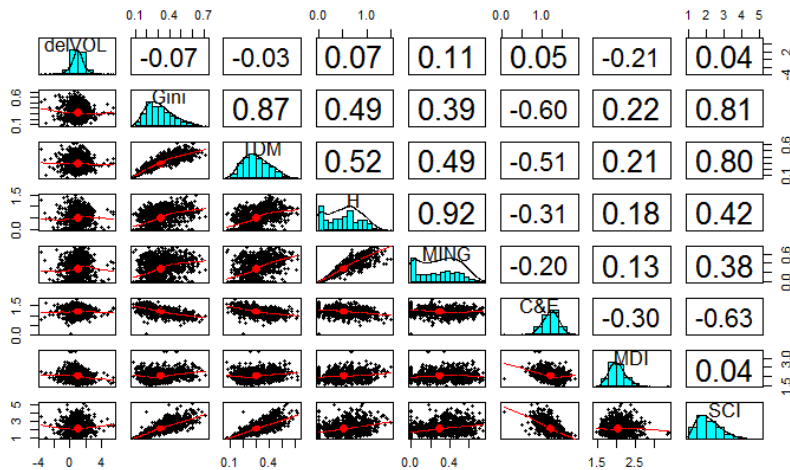 0.1 0.3 0.5 0.7 0.0 1.0 0.0 1.0 1 2 3 4 5
delVOL -0.07 -0.03 0.07 0.11 0.05 -0.21 0.04 -4 2
0.1 0.6 Gini 0.87 0.49 0.39 -0.60 0.22 0.81
TDM 0.52 0.49 -0.51 0.21 0.80 0.1 0.6
0.0 1.5 H 0.92 -0.31 0.18 0.42
MING -0.20 0.13 0.38 0.0 0.6
0.0 1.5 C&E -0.30 -0.63
MDI 0.04 1.5 3.0
1 3 5 SCI
-4 0 4 0.1 0.4 0.0 0.4 1.5 2.5